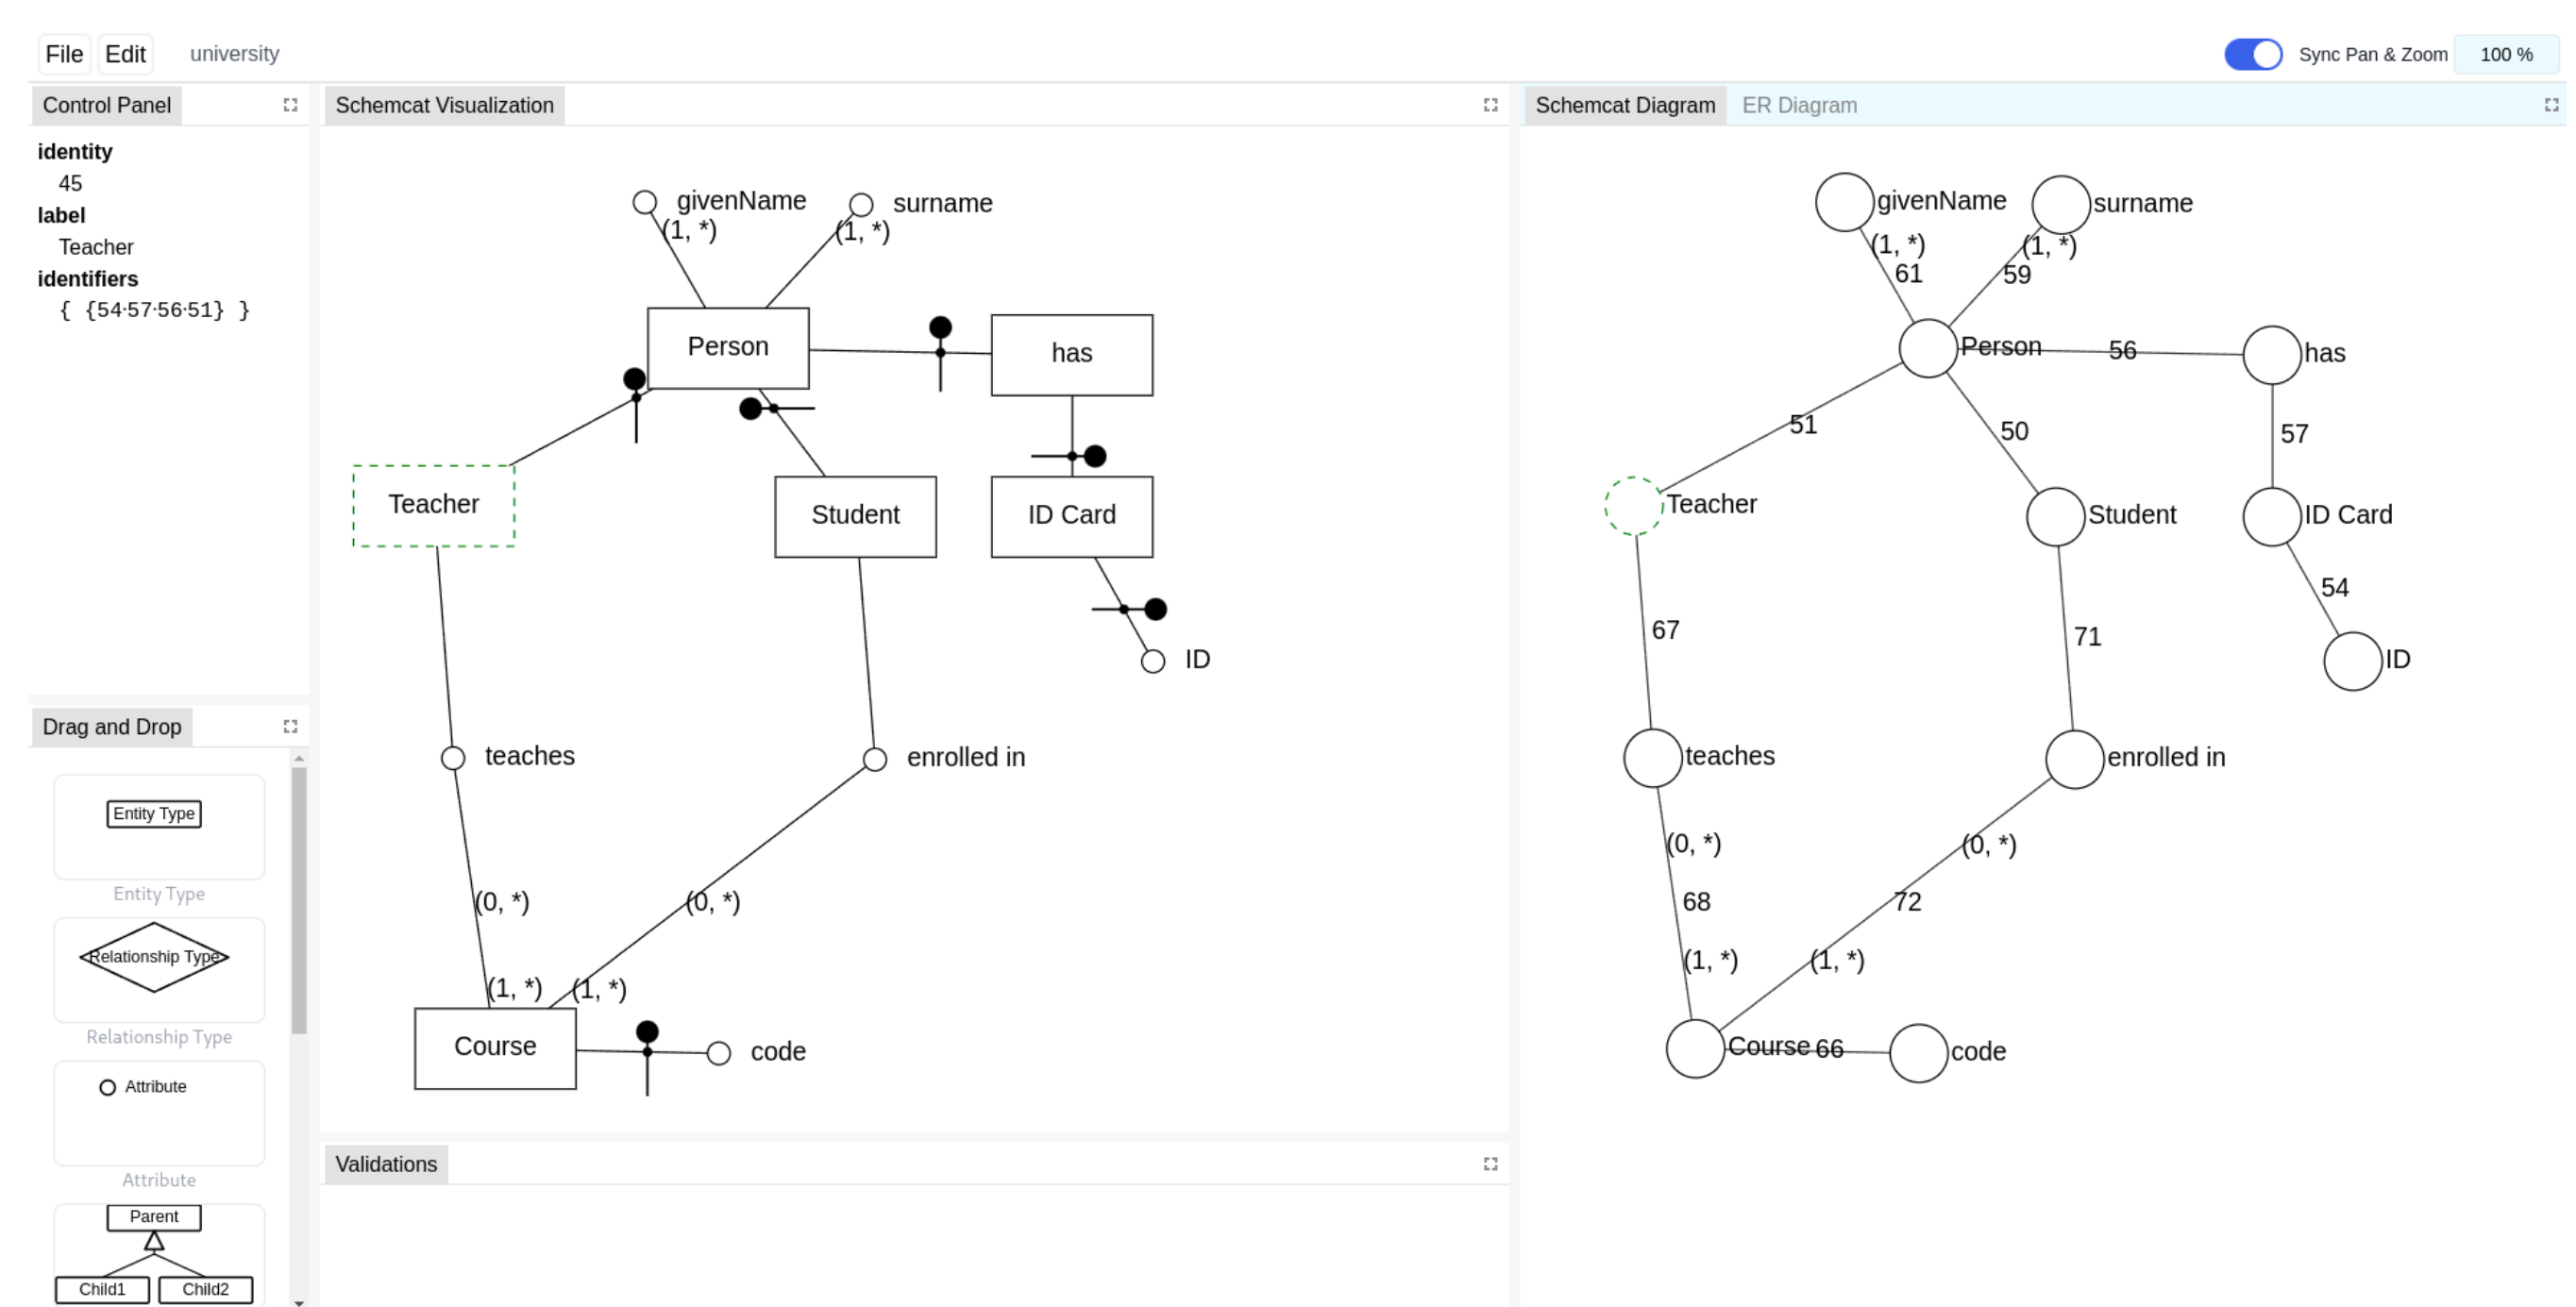 File Edit university Sync Pan & Zoom 100 %
Control Panel
identity
45
label
Teacher
identifiers
{ {54·57·56·51} }
Drag and Drop
Entity Type
Entity Type
Relationship Type
Relationship Type
Attribute
Attribute
Parent
Child1 Child2
Schemcat Visualization
givenName surname
(1, *) (1, *)
Person has
Teacher Student ID Card
ID
teaches enrolled in
(0, *) (0, *)
(1, *) (1, *)
Course code
Validations
Schemcat Diagram ER Diagram
givenName surname
(1, *) (1, *)
61 59
Person 56 has
51 50 57
Teacher Student ID Card
54
67 71
ID
teaches enrolled in
(0, *) (0, *)
68 72
(1, *) (1, *)
Course 66 code